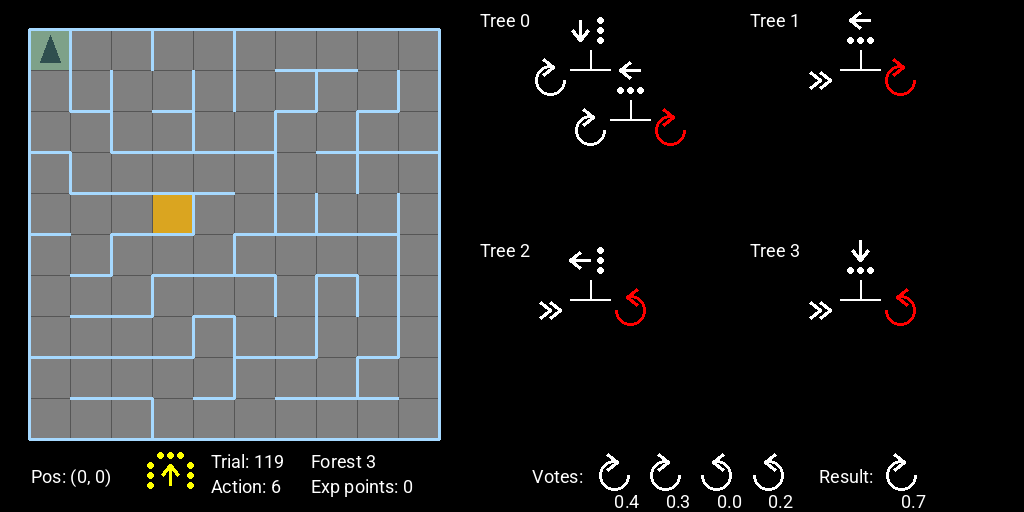 Tree 0
Tree 1
Tree 2
Tree 3
Pos: (0, 0)
Trial: 119
Action: 6
Forest 3
Exp points: 0
Votes:
0.4
0.3
0.0
0.2
Result:
0.7